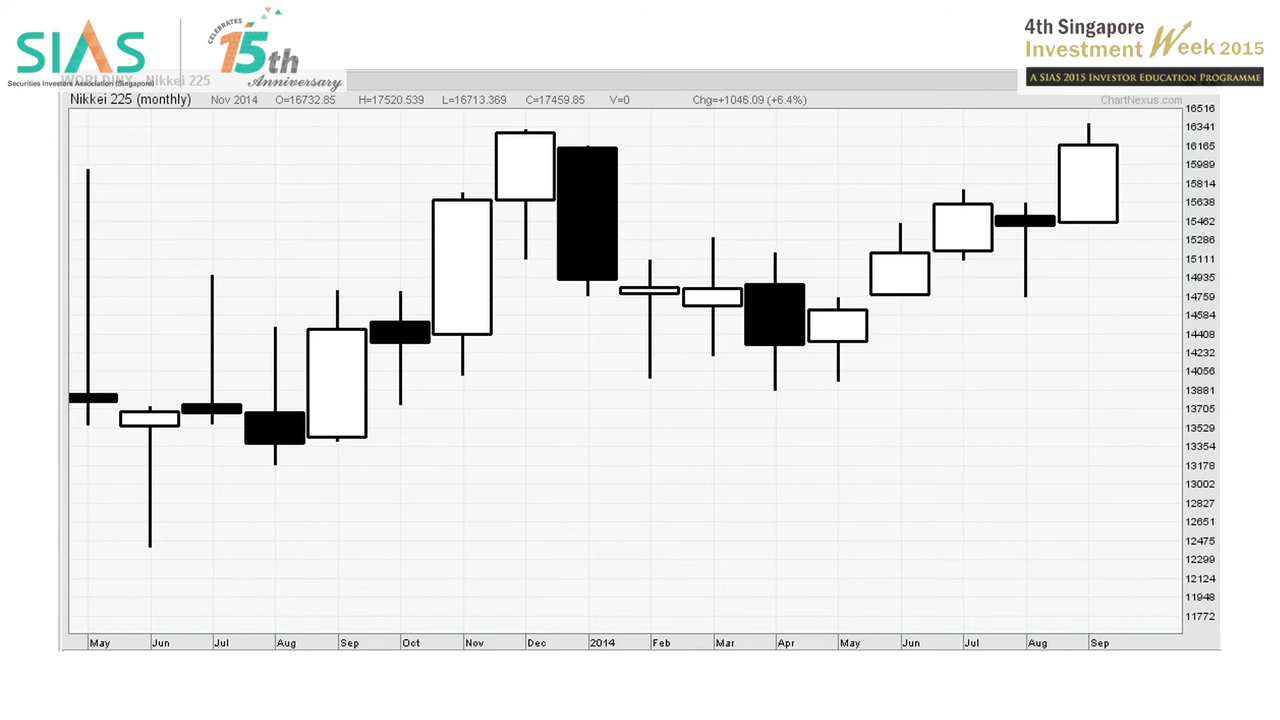 SIAS
Securities Investors Association (Singapore)
CELEBRATES
15th
Anniversary
4th Singapore
Investment Week 2015
A SIAS 2015 INVESTOR EDUCATION PROGRAMME
WORLDINX - Nikkei 225
Nikkei 225 (monthly) Nov 2014 O=16732.85 H=17520.539 L=16713.369 C=17459.85 V=0 Chg=+1046.09 (+6.4%) ChartNexus.com
16516
16341
16165
15989
15814
15638
15462
15286
15111
14935
14759
14584
14408
14232
14056
13881
13705
13529
13354
13178
13002
12827
12651
12475
12299
12124
11948
11772
May Jun Jul Aug Sep Oct Nov Dec 2014 Feb Mar Apr May Jun Jul Aug Sep